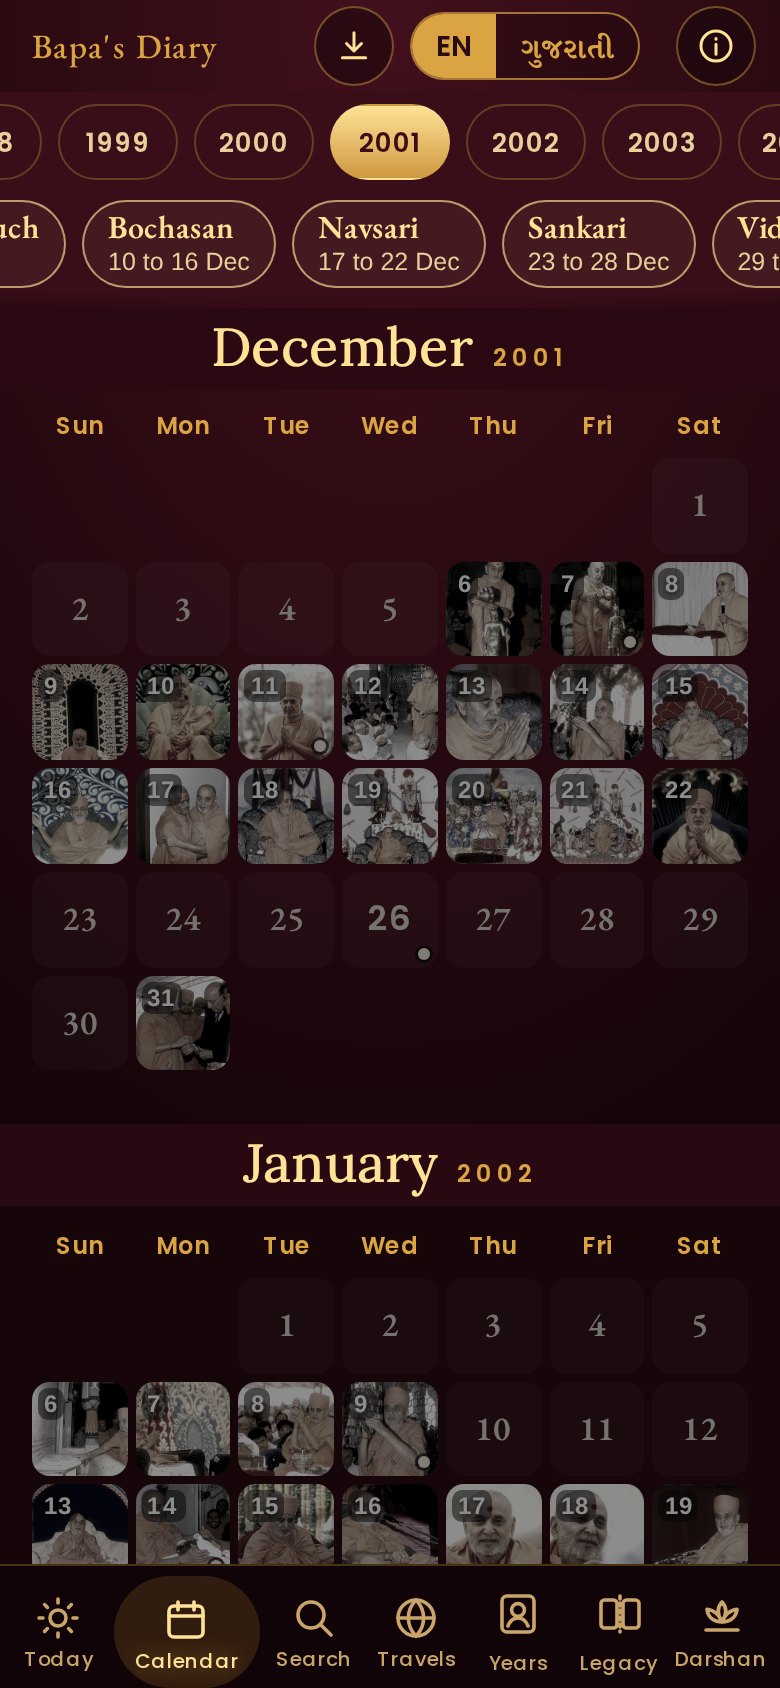 Bapa's Diary EN ગુજરાતી
8 1999 2000 2001 2002 2003 20
uch Bochasan Navsari Sankari Vid
10 to 16 Dec 17 to 22 Dec 23 to 28 Dec 29 t
December 2001
Sun Mon Tue Wed Thu Fri Sat
1
2 3 4 5 6 7 8
9 10 11 12 13 14 15
16 17 18 19 20 21 22
23 24 25 26 27 28 29
30 31
January 2002
Sun Mon Tue Wed Thu Fri Sat
1 2 3 4 5
6 7 8 9 10 11 12
13 14 15 16 17 18 19
Today Calendar Search Travels Years Legacy Darshan